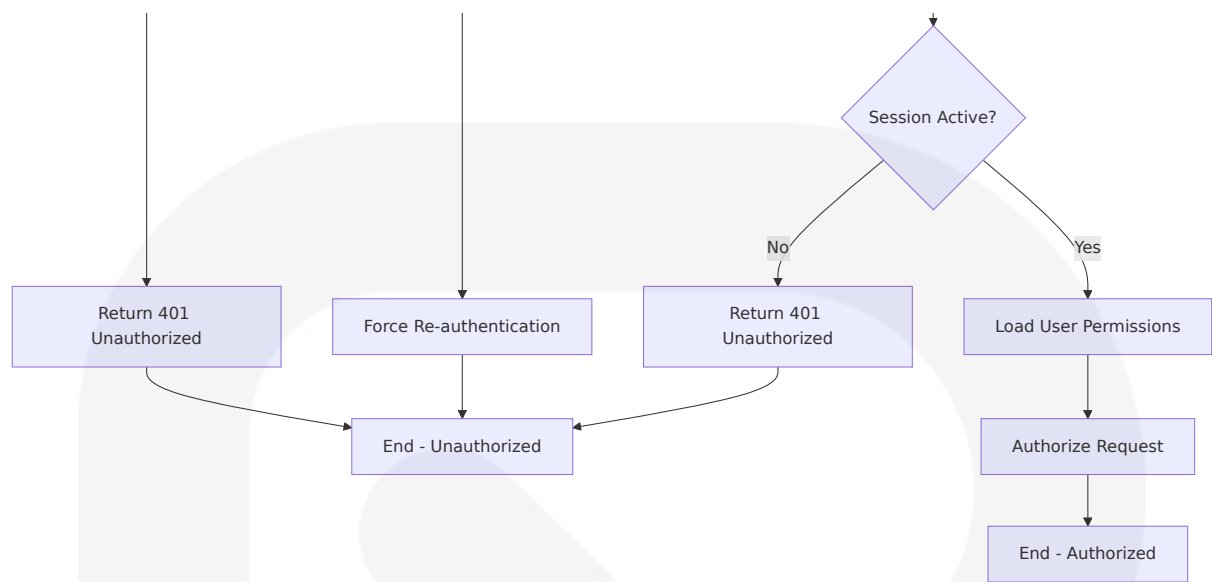 Session Active?
No
Yes
Return 401
Unauthorized
Force Re-authentication
Return 401
Unauthorized
Load User Permissions
End - Unauthorized
Authorize Request
End - Authorized